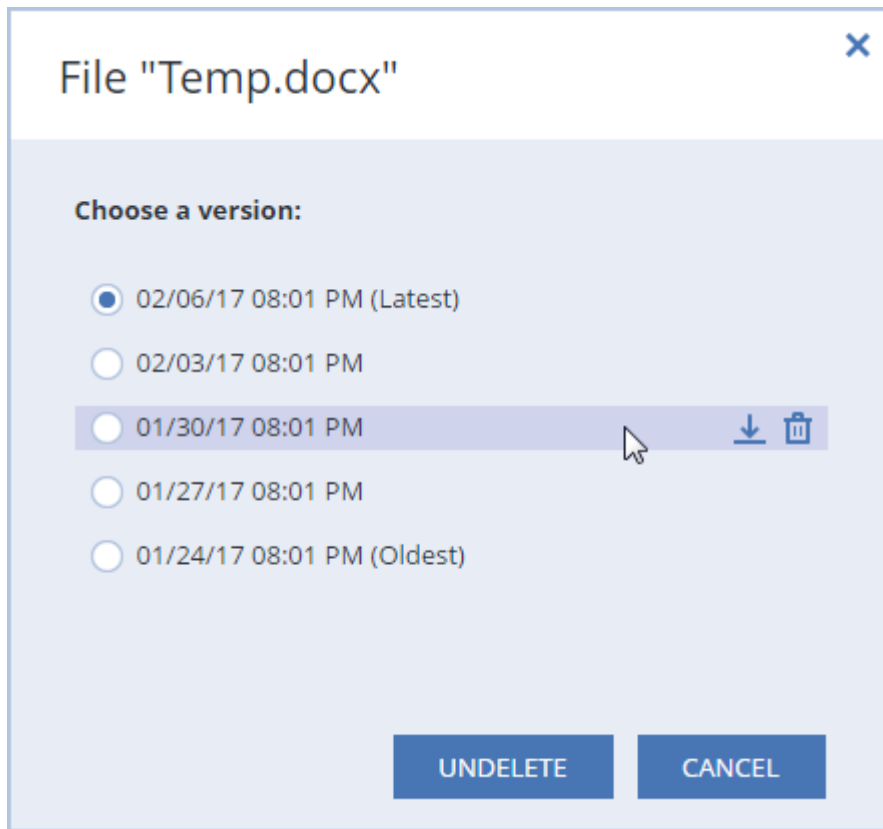 File "Temp.docx"
Choose a version:
02/06/17 08:01 PM (Latest)
02/03/17 08:01 PM
01/30/17 08:01 PM
01/27/17 08:01 PM
01/24/17 08:01 PM (Oldest)
UNDELETE CANCEL